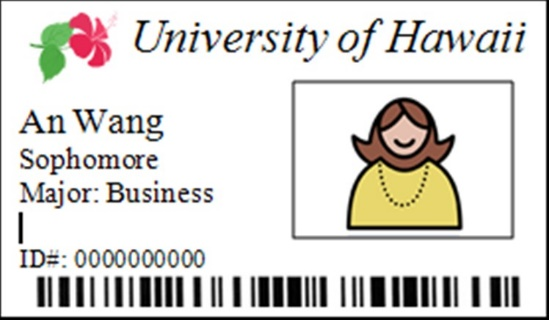 University of Hawaii
An Wang
Sophomore
Major: Business
ID#: 0000000000